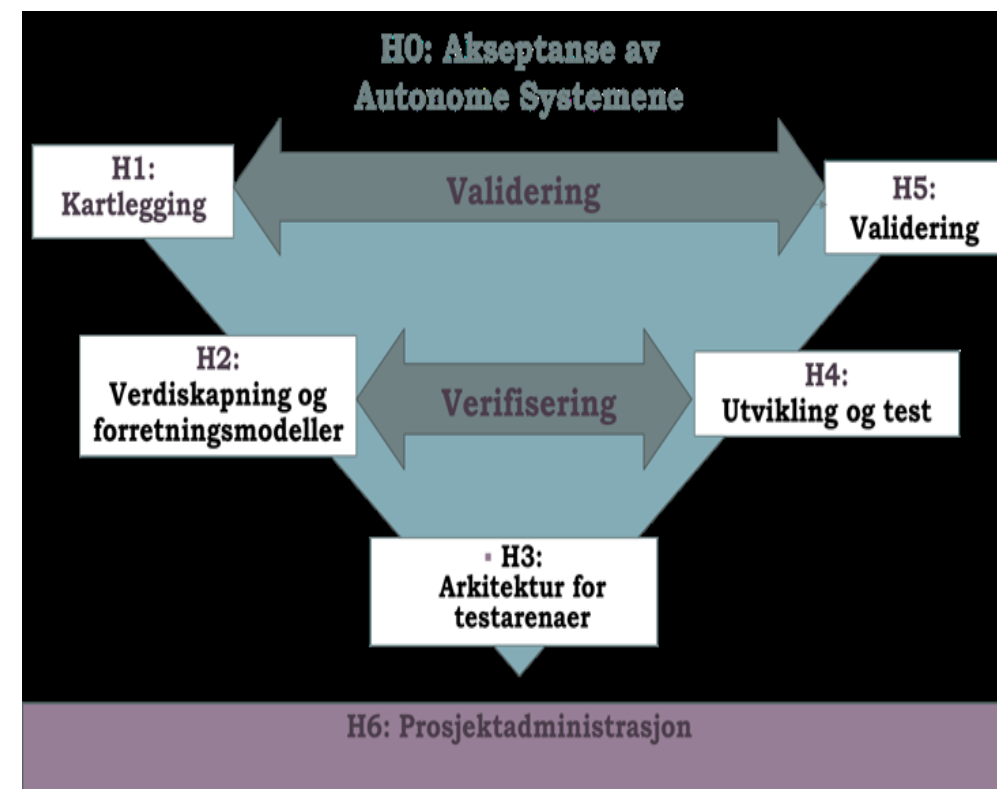 H0: Akseptanse av
Autonome Systemene
H1:
Kartlegging
Validering
H5:
Validering
H2:
Verdiskapning og
forretningsmodeller
Verifisering
H4:
Utvikling og test
▪ H3:
Arkitektur for
testarenaer
H6: Prosjektadministrasjon